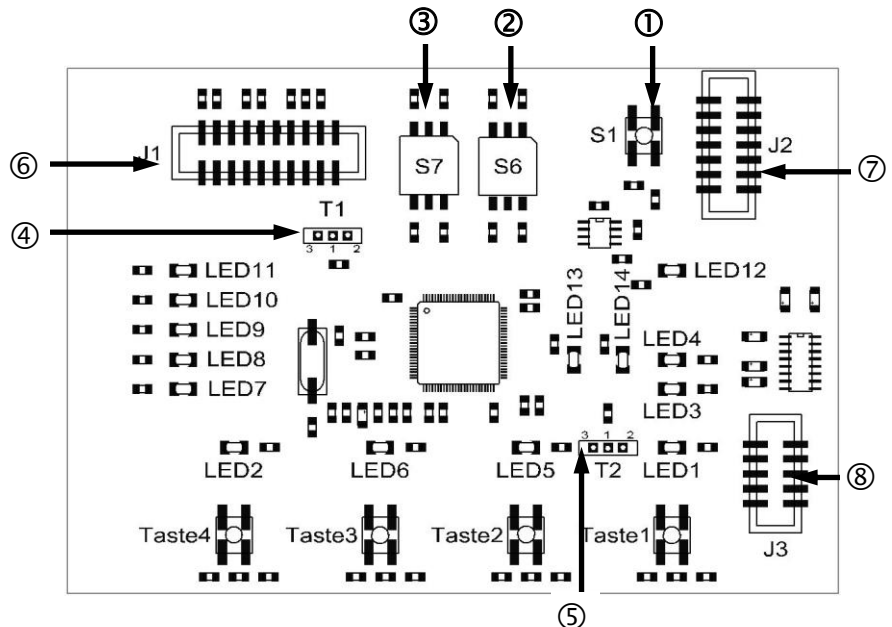 ③ ② ①
J1 S7 S6 S1 J2
⑥ ⑦
T1
④
3 1 2
LED11 LED13 LED14 LED12
LED10
LED9 LED4
LED8
LED7 LED3
3 1 2
LED2 LED6 LED5 T2 LED1
⑧
Taste4 Taste3 Taste2 Taste1
J3
⑤